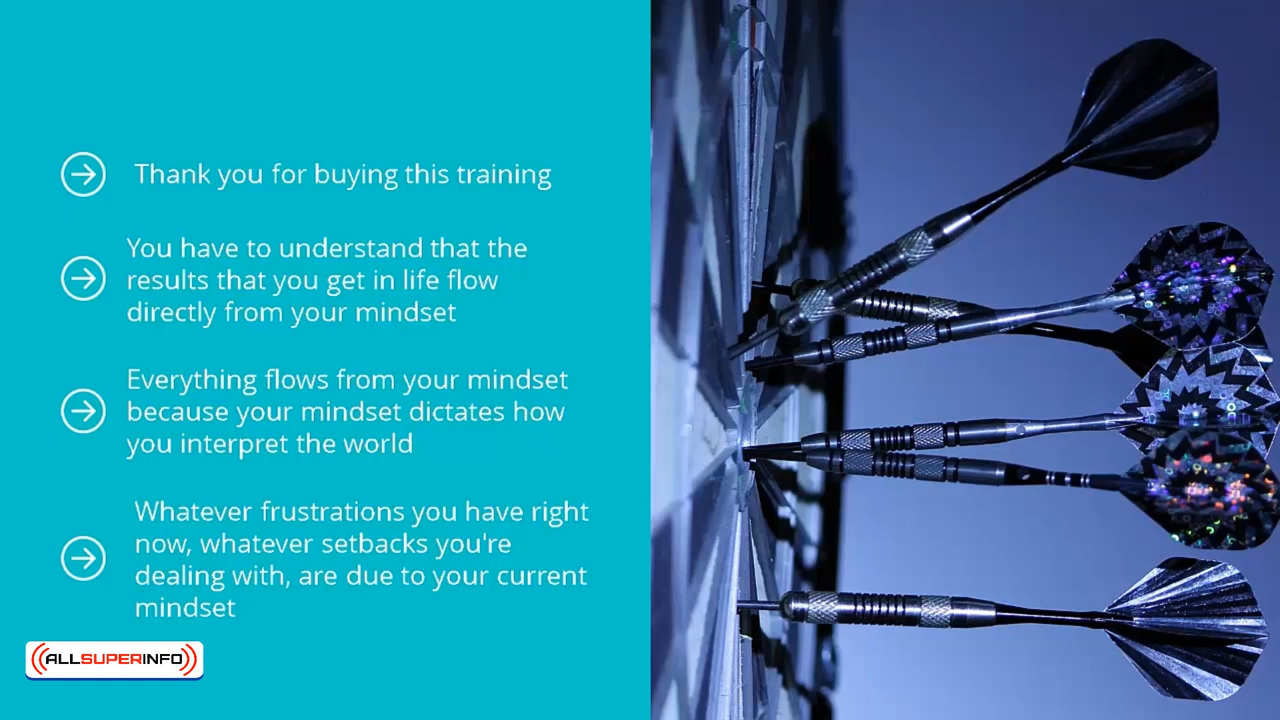 Thank you for buying this training
You have to understand that the
results that you get in life flow
directly from your mindset
Everything flows from your mindset
because your mindset dictates how
you interpret the world
Whatever frustrations you have right
now, whatever setbacks you're
dealing with, are due to your current
mindset
((ALLSUPERINFO))